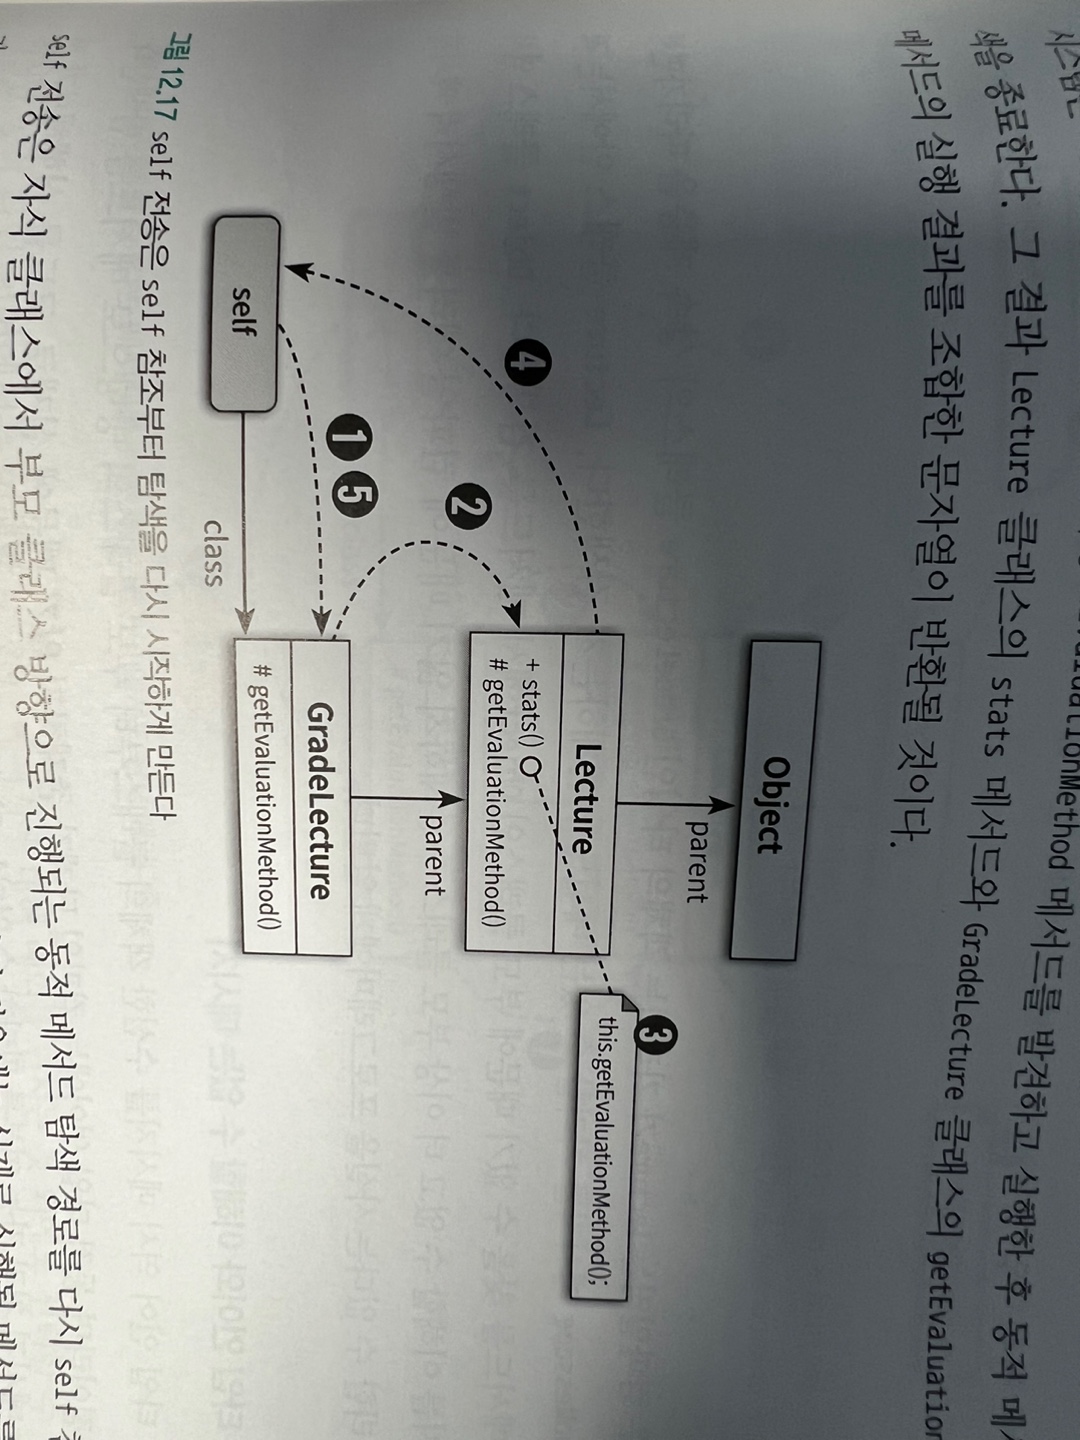 시스템은 getEvaluationMethod 메서드를 발견하고 실행한 후 동적 메서
색을 종료한다. 그 결과 Lecture 클래스의 stats 메서드와 GradeLecture 클래스의 getEvaluation
메서드의 실행 결과를 조합한 문자열이 반환될 것이다.
Object
parent
3
this.getEvaluationMethod();
Lecture
+ stats()
# getEvaluationMethod()
4
2
parent
1 5
GradeLecture
# getEvaluationMethod()
self
class
그림 12.17 self 전송은 self 참조부터 탐색을 다시 시작하게 만든다
self 전송은 자식 클래스에서 부모 클래스 방향으로 진행되는 동적 메서드 탐색 경로를 다시 self